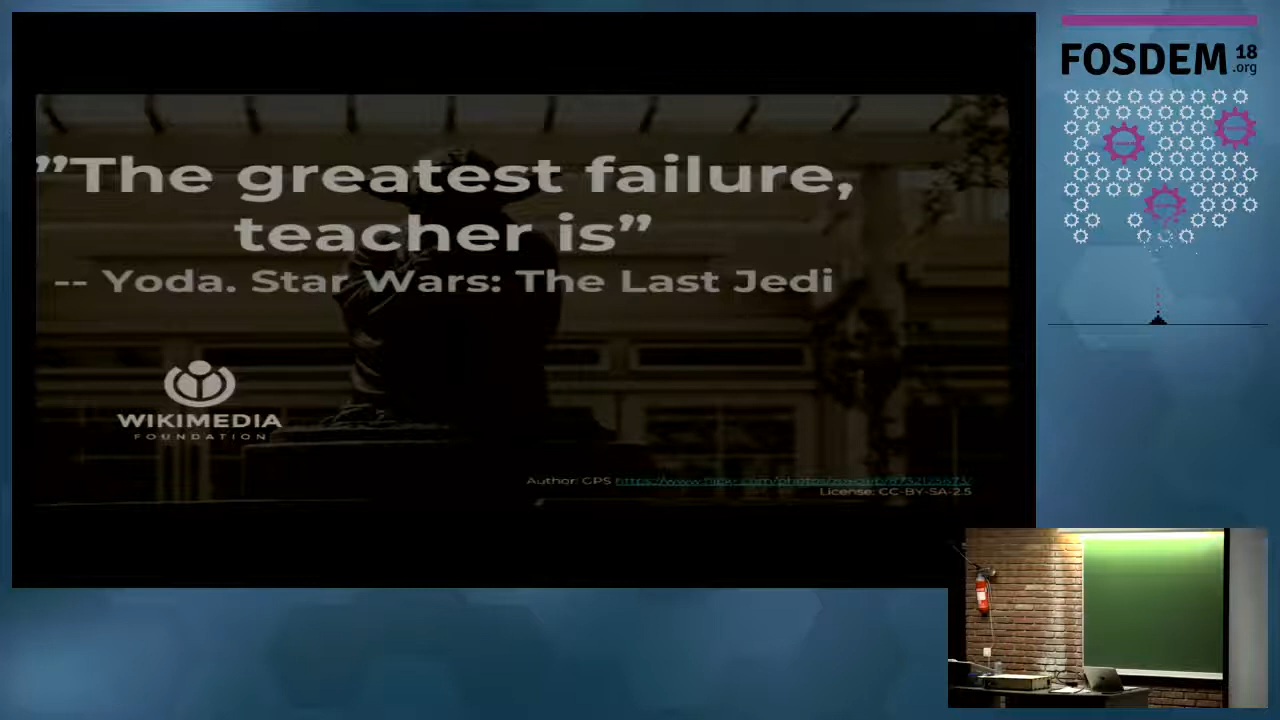 ”The greatest failure,
teacher is”
-- Yoda. Star Wars: The Last Jedi
WIKIMEDIA
FOUNDATION
Author: GPS
License: CC-BY-SA-2.5
FOSDEM 18
.org